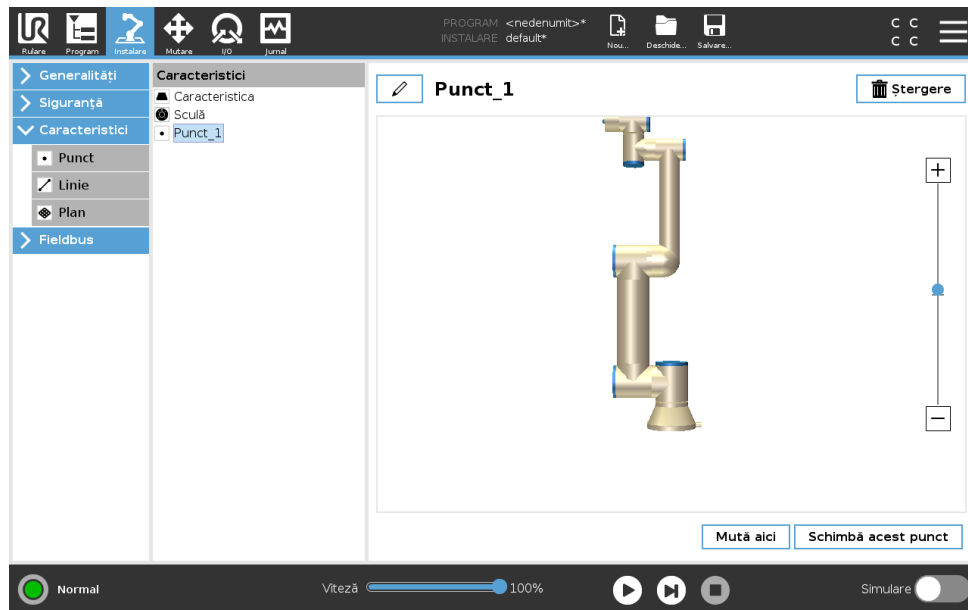 Rulare
Program
Instalare
Mutare
I/O
Jurnal
PROGRAM <nedenumit>*
INSTALARE default*
Nou...
Deschide...
Salvare...
C C
C C
Generalități
Siguranță
Caracteristici
Punct
Linie
Plan
Fieldbus
Caracteristici
Caracteristica
Sculă
Punct_1
Punct_1
Ștergere
Mută aici
Schimbă acest punct
Normal
Viteză 100%
Simulare